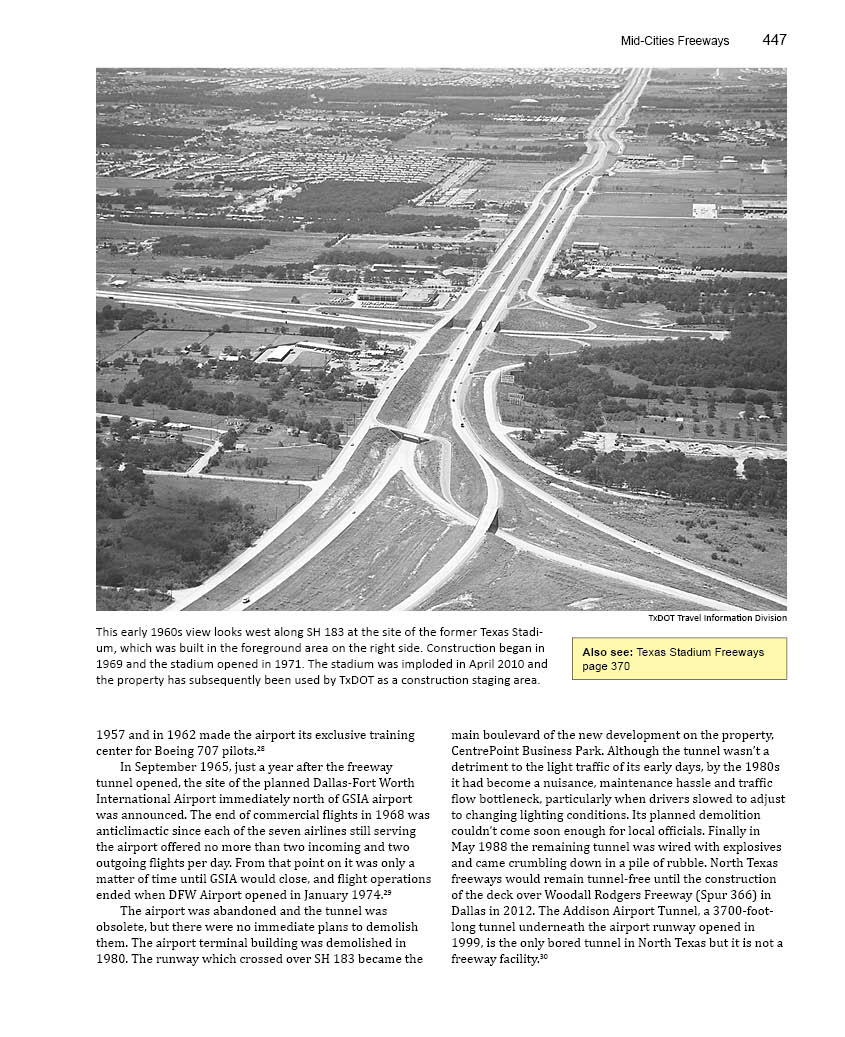 Mid-Cities Freeways 447
TxDOT Travel Information Division
This early 1960s view looks west along SH 183 at the site of the former Texas Stadi-
um, which was built in the foreground area on the right side. Construction began in
1969 and the stadium opened in 1971. The stadium was imploded in April 2010 and
the property has subsequently been used by TxDOT as a construction staging area.
Also see: Texas Stadium Freeways
page 370
1957 and in 1962 made the airport its exclusive training
center for Boeing 707 pilots.²⁸
In September 1965, just a year after the freeway
tunnel opened, the site of the planned Dallas-Fort Worth
International Airport immediately north of GSIA airport
was announced. The end of commercial flights in 1968 was
anticlimactic since each of the seven airlines still serving
the airport offered no more than two incoming and two
outgoing flights per day. From that point on it was only a
matter of time until GSIA would close, and flight operations
ended when DFW Airport opened in January 1974.²⁹
The airport was abandoned and the tunnel was
obsolete, but there were no immediate plans to demolish
them. The airport terminal building was demolished in
1980. The runway which crossed over SH 183 became the
main boulevard of the new development on the property,
CentrePoint Business Park. Although the tunnel wasn't a
detriment to the light traffic of its early days, by the 1980s
it had become a nuisance, maintenance hassle and traffic
flow bottleneck, particularly when drivers slowed to adjust
to changing lighting conditions. Its planned demolition
couldn't come soon enough for local officials. Finally in
May 1988 the remaining tunnel was wired with explosives
and came crumbling down in a pile of rubble. North Texas
freeways would remain tunnel-free until the construction
of the deck over Woodall Rodgers Freeway (Spur 366) in
Dallas in 2012. The Addison Airport Tunnel, a 3700-foot-
long tunnel underneath the airport runway opened in
1999, is the only bored tunnel in North Texas but it is not a
freeway facility.³⁰